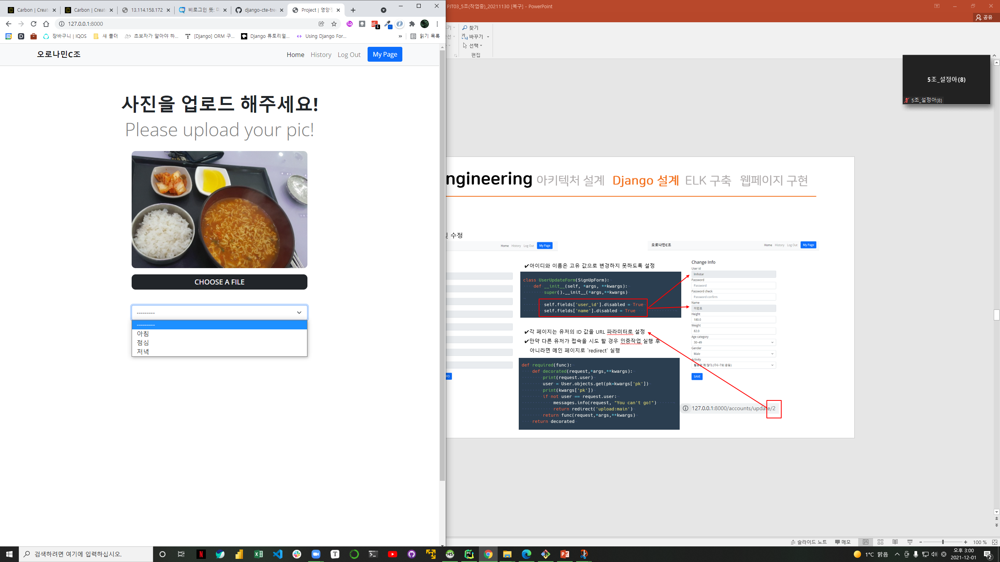 Carbon | Create
Carbon | Create
13.114.158.172
비로그인 뜻: 
django-cte-tree
Project | 영양
127.0.0.1:8000
장바구니 | IQOS
새 폴더
초보자가 알아야 하...
[Django] ORM 구...
Django 튜토리얼...
Using Django For...
»
읽기 목록
오로나민C조
Home
History
Log Out
My Page
사진을 업로드 해주세요!
Please upload your pic!
CHOOSE A FILE
---------
---------
아침
점심
저녁
PJT03_5조(작업중)_20211130 [복구] - PowerPoint
공유
찾기
바꾸기
선택
편집
5조_설정아(8)
5조_설정아(8)
ngineering 아키텍처 설계 Django 설계 ELK 구축 웹페이지 구현
및 수정
Home History Log Out My Page
✔아이디와 이름은 고유 값으로 변경하지 못하도록 설정
class UserUpdateForm(SignUpForm):
def __init__(self, *args, **kwargs):
super().__init__(*args,**kwargs)
self.fields['user_id'].disabled = True
self.fields['name'].disabled = True
✔각 페이지는 유저의 ID 값을 URL 파라미터로 설정
✔만약 다른 유저가 접속을 시도 할 경우 인증작업 실행 후
아니라면 메인 페이지로 `redirect` 실행
def required(func):
def decorated(request,*args,**kwargs):
print(request.user)
user = User.objects.get(pk=kwargs['pk'])
print(kwargs['pk'])
if not user == request.user:
messages.info(request, "You can't go!")
return redirect('upload:main')
return func(request,*args,**kwargs)
return decorated
오로나민C조
Home History Log Out My Page
Change Info
User id
lmhstar
Password
Password
Password check
Password confirm
Name
이민호
Height
180.0
Weight
82.0
Age category
30~49
Gender
Male
Activity
활동량 꽤 많다.(주6~7회 운동)
SAVE
127.0.0.1:8000/accounts/update/2
슬라이드 노트
메모
100 %
검색하려면 여기에 입력하십시오.
1°C 맑음
오후 3:00
2021-12-01
2